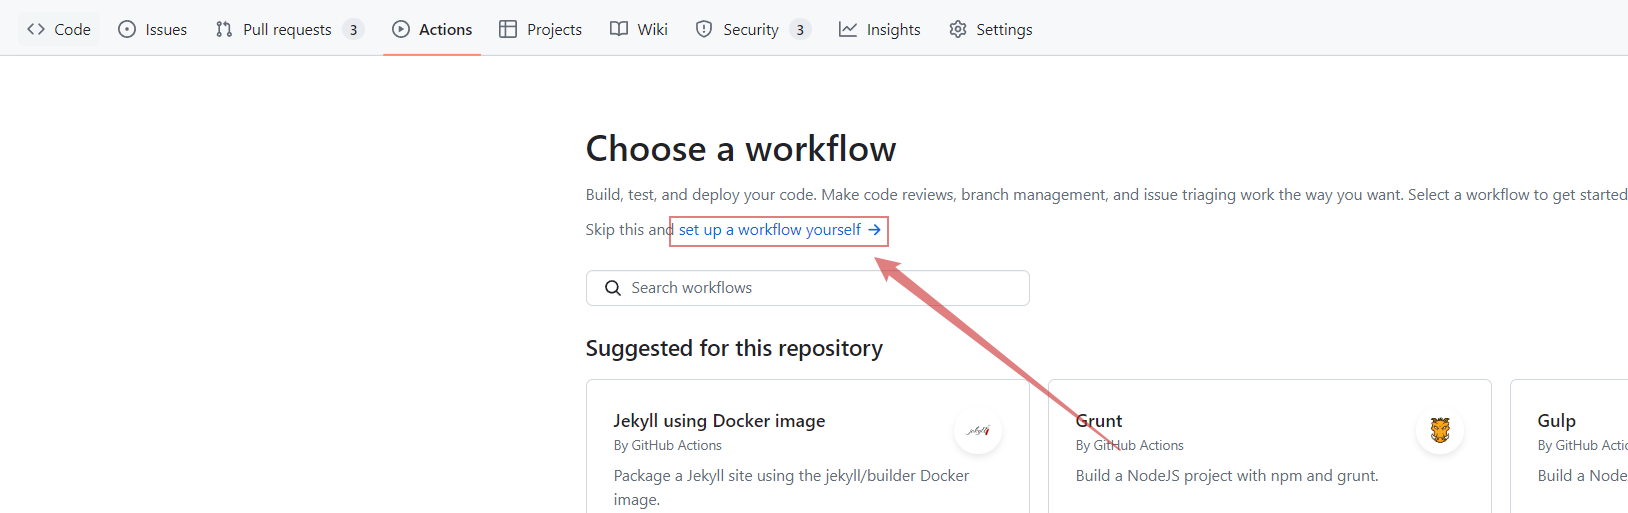 Code Issues Pull requests 3 Actions Projects Wiki Security 3 Insights Settings
Choose a workflow
Build, test, and deploy your code. Make code reviews, branch management, and issue triaging work the way you want. Select a workflow to get started
Skip this and set up a workflow yourself →
Search workflows
Suggested for this repository
Jekyll using Docker image
By GitHub Actions
Package a Jekyll site using the jekyll/builder Docker
image.
jekyll
Grunt
By GitHub Actions
Build a NodeJS project with npm and grunt.
Gulp
By GitHub Actio
Build a Node